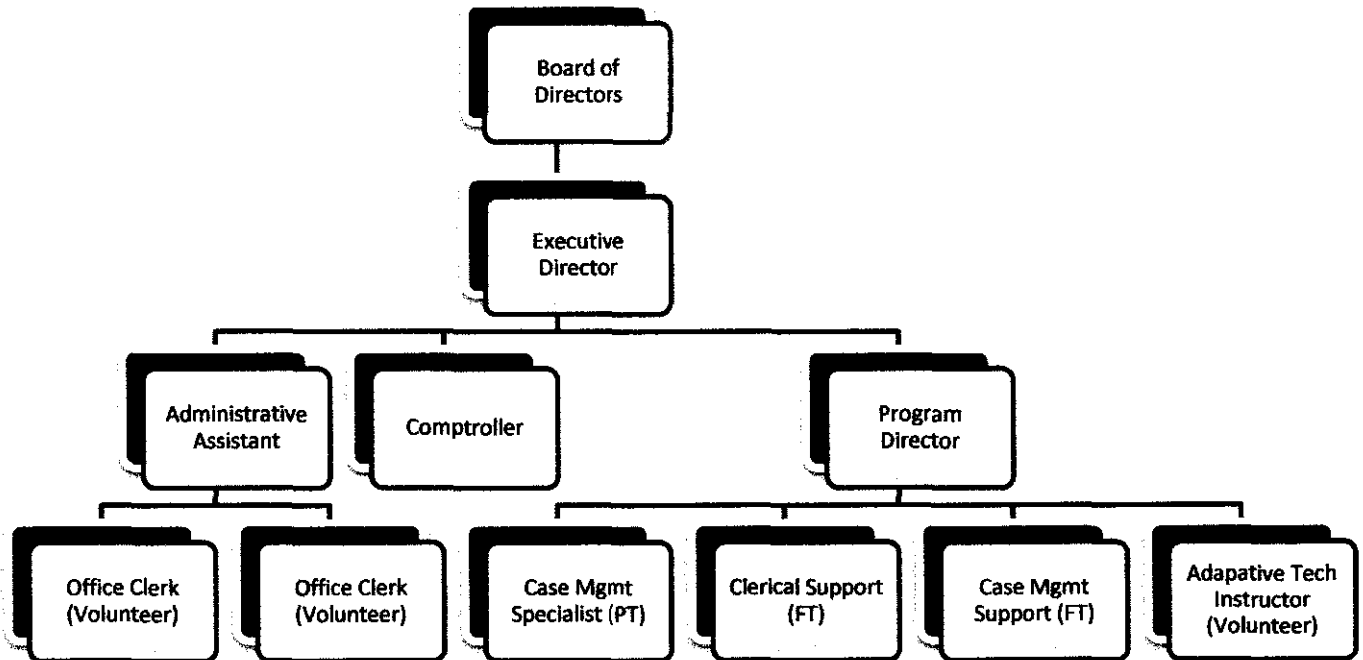 Board of
Directors
Executive
Director
Administrative
Assistant
Comptroller
Program
Director
Office Clerk
(Volunteer)
Office Clerk
(Volunteer)
Case Mgmt
Specialist (PT)
Clerical Support
(FT)
Case Mgmt
Support (FT)
Adapative Tech
Instructor
(Volunteer)